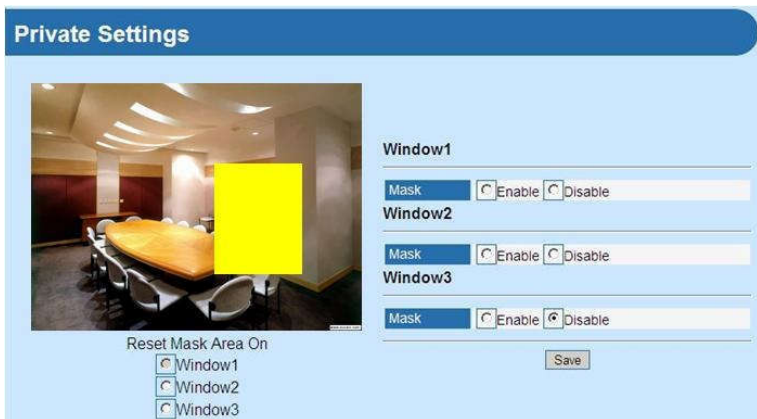 Private Settings
Reset Mask Area On
Window1
Window2
Window3
Window1
Mask Enable Disable
Window2
Mask Enable Disable
Window3
Mask Enable Disable
Save